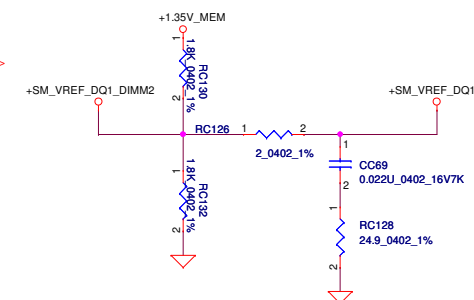 +1.35V_MEM
1
1.8K_0402_1%
RC130
2
+SM_VREF_DQ1_DIMM2
+SM_VREF_DQ1
RC126
1
2
2_0402_1%
1
CC69
0.022U_0402_16V7K
2
1
1.8K_0402_1%
RC132
2
1
RC128
24.9_0402_1%
2